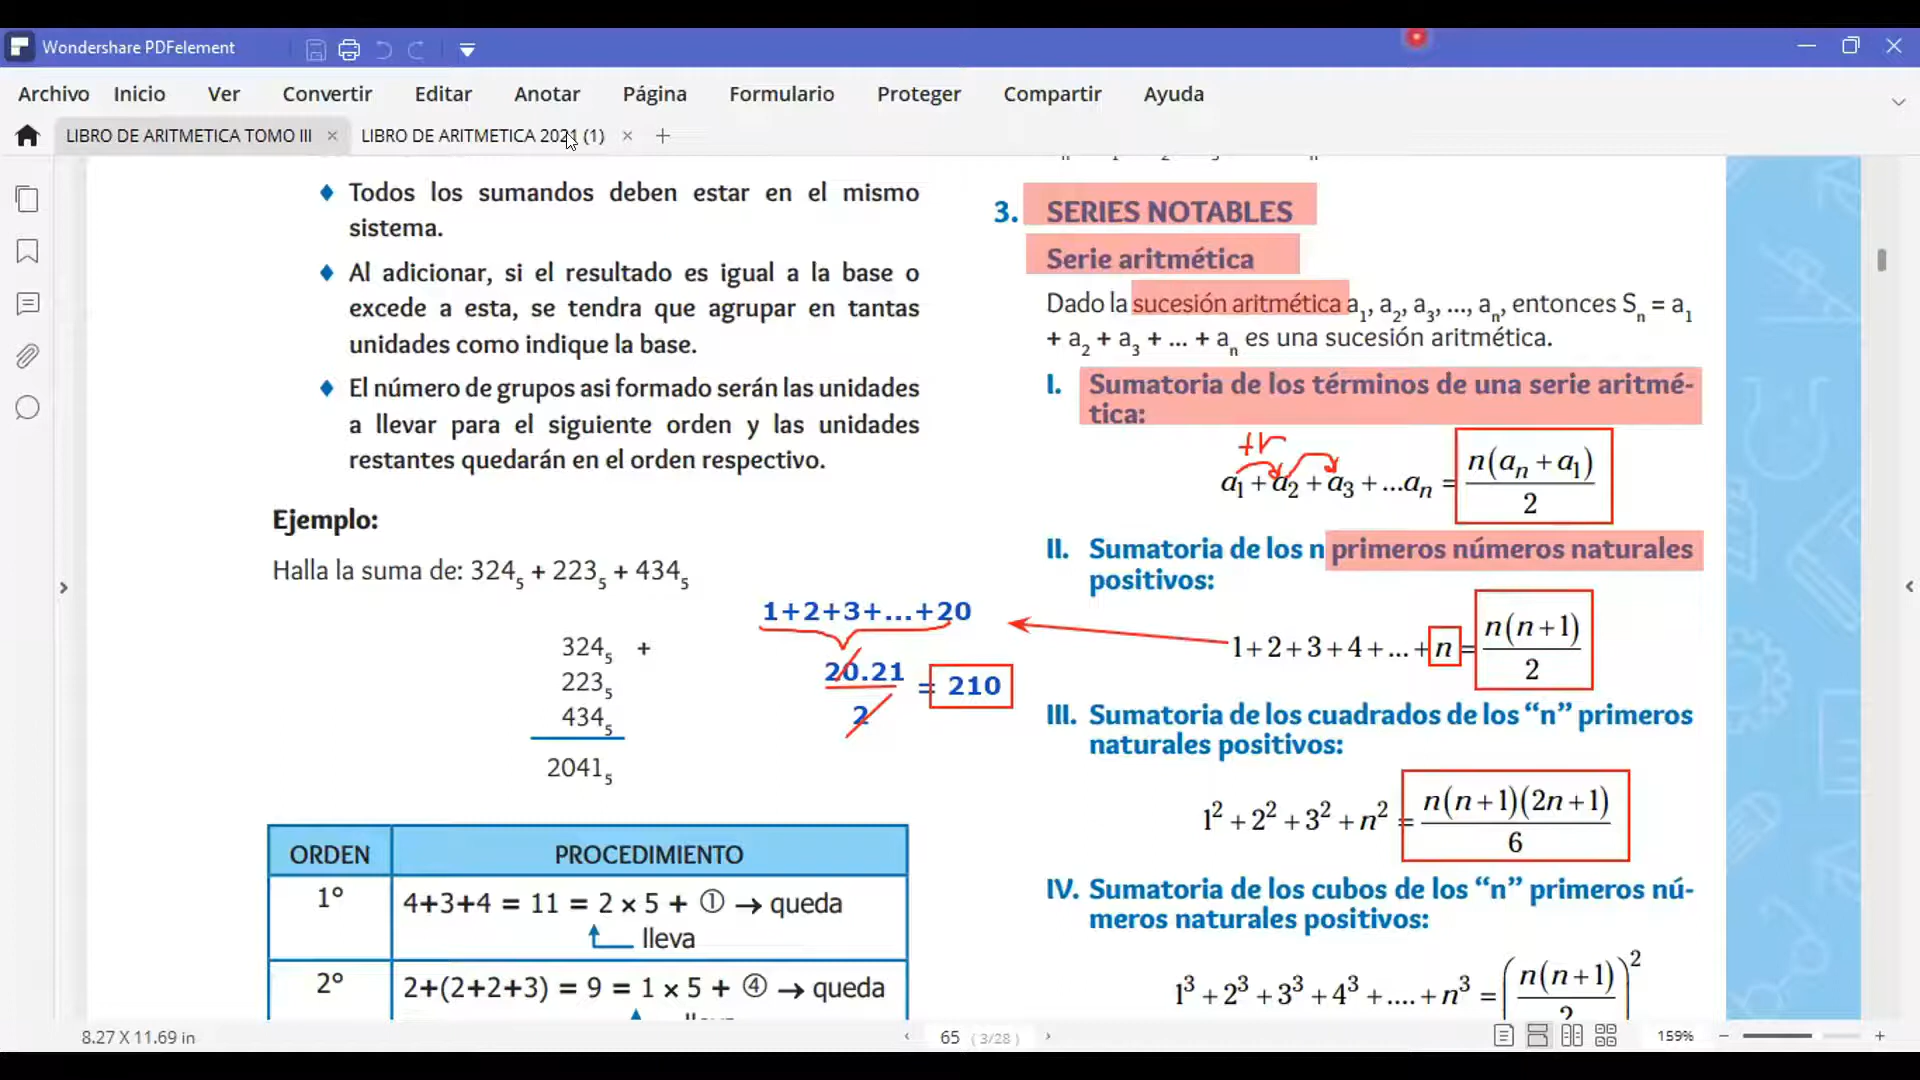 Wondershare PDFelement
Archivo Inicio Ver Convertir Editar Anotar Página Formulario Proteger Compartir Ayuda
LIBRO DE ARITMETICA TOMO III × LIBRO DE ARITMETICA 2021 (1) × +
♦ Todos los sumandos deben estar en el mismo
sistema.
♦ Al adicionar, si el resultado es igual a la base o
excede a esta, se tendra que agrupar en tantas
unidades como indique la base.
♦ El número de grupos asi formado serán las unidades
a llevar para el siguiente orden y las unidades
restantes quedarán en el orden respectivo.
Ejemplo:
Halla la suma de: 324₅ + 223₅ + 434₅
324₅ +
223₅
434₅
2041₅
1+2+3+...+20
20.21
2
= 210
ORDEN PROCEDIMIENTO
1° 4+3+4 = 11 = 2 × 5 + ① → queda
lleva
2° 2+(2+2+3) = 9 = 1 × 5 + ④ → queda
3. SERIES NOTABLES
Serie aritmética
Dado la sucesión aritmética a₁, a₂, a₃, ..., aₙ, entonces Sₙ = a₁
+ a₂ + a₃ + ... + aₙ es una sucesión aritmética.
I. Sumatoria de los términos de una serie aritmé-
tica:
+r
a₁ + a₂ + a₃ + ...aₙ = n(aₙ + a₁)
2
II. Sumatoria de los n primeros números naturales
positivos:
1 + 2 + 3 + 4 + ... + n = n(n + 1)
2
III. Sumatoria de los cuadrados de los “n” primeros
naturales positivos:
1² + 2² + 3² + n² = n(n + 1)(2n + 1)
6
IV. Sumatoria de los cubos de los “n” primeros nú-
meros naturales positivos:
1³ + 2³ + 3³ + 4³ + .... + n³ = (n(n + 1)
2)²
8.27 X 11.69 in ‹ 65 (3/28) › 159% − +